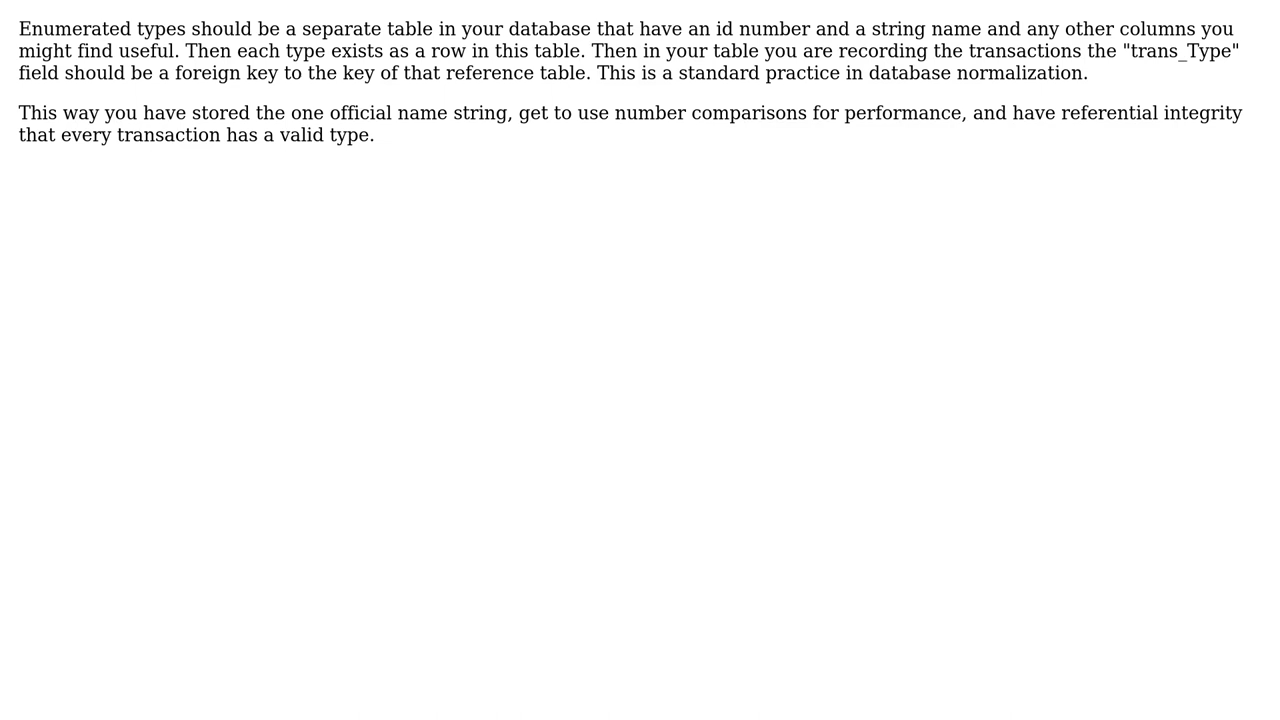 Enumerated types should be a separate table in your database that have an id number and a string name and any other columns you
might find useful. Then each type exists as a row in this table. Then in your table you are recording the transactions the "trans_Type"
field should be a foreign key to the key of that reference table. This is a standard practice in database normalization.
This way you have stored the one official name string, get to use number comparisons for performance, and have referential integrity
that every transaction has a valid type.